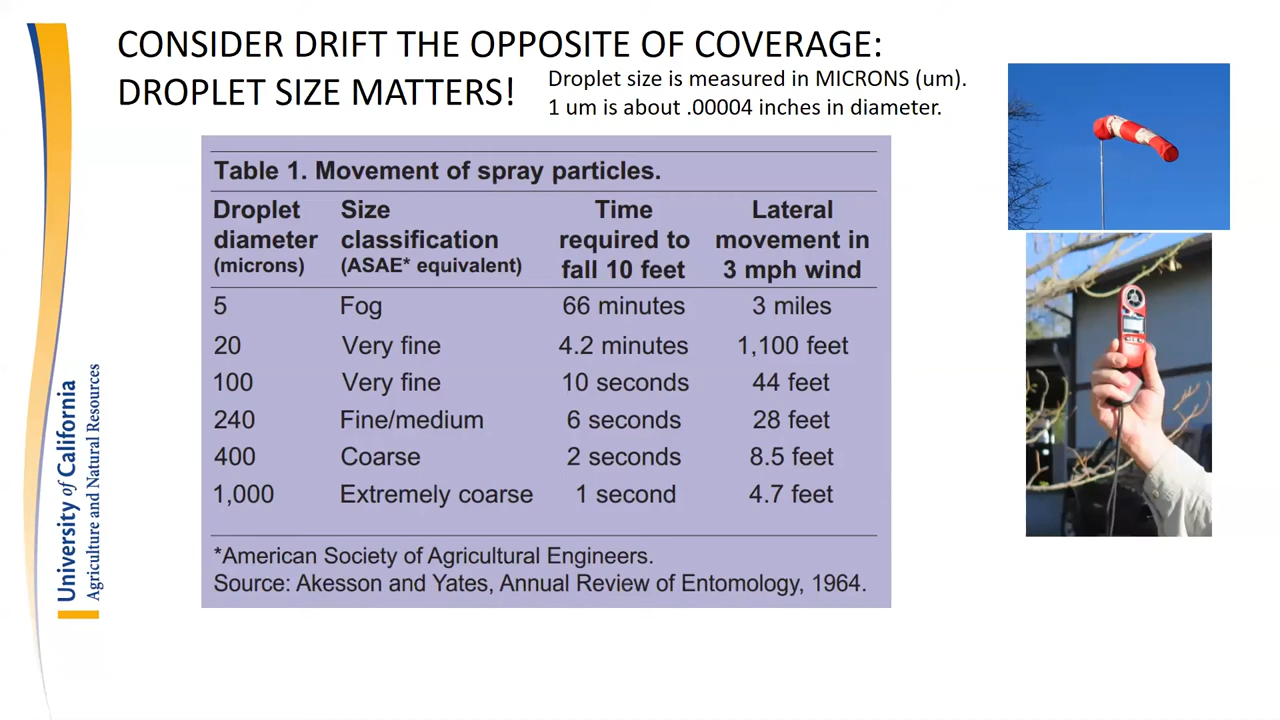 CONSIDER DRIFT THE OPPOSITE OF COVERAGE:
DROPLET SIZE MATTERS!
Droplet size is measured in MICRONS (um).
1 um is about .00004 inches in diameter.
Table 1. Movement of spray particles.
Droplet diameter (microns) Size classification (ASAE* equivalent) Time required to fall 10 feet Lateral movement in 3 mph wind
5 Fog 66 minutes 3 miles
20 Very fine 4.2 minutes 1,100 feet
100 Very fine 10 seconds 44 feet
240 Fine/medium 6 seconds 28 feet
400 Coarse 2 seconds 8.5 feet
1,000 Extremely coarse 1 second 4.7 feet
*American Society of Agricultural Engineers.
Source: Akesson and Yates, Annual Review of Entomology, 1964.
University of California
Agriculture and Natural Resources